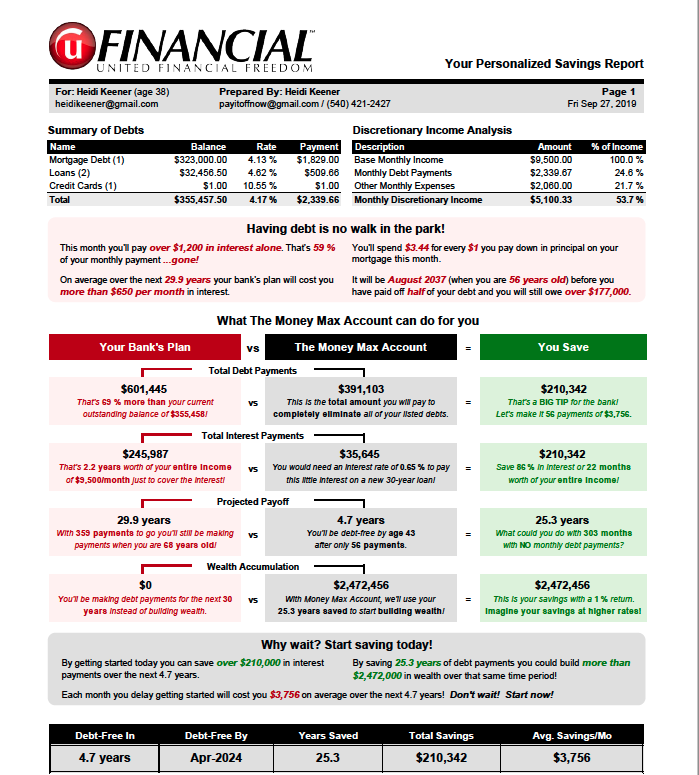 u FINANCIAL™
UNITED FINANCIAL FREEDOM
Your Personalized Savings Report
For: Heidi Keener (age 38) Prepared By: Heidi Keener Page 1
heidikeener@gmail.com payitoffnow@gmail.com / (540) 421-2427 Fri Sep 27, 2019
Summary of Debts
Name Balance Rate Payment
Mortgage Debt (1) $323,000.00 4.13 % $1,829.00
Loans (2) $32,456.50 4.62 % $509.66
Credit Cards (1) $1.00 10.55 % $1.00
Total $355,457.50 4.17 % $2,339.66
Discretionary Income Analysis
Description Amount % of Income
Base Monthly Income $9,500.00 100.0 %
Monthly Debt Payments $2,339.67 24.6 %
Other Monthly Expenses $2,060.00 21.7 %
Monthly Discretionary Income $5,100.33 53.7 %
Having debt is no walk in the park!
This month you'll pay over $1,200 in interest alone. That's 59 %
of your monthly payment ...gone!
On average over the next 29.9 years your bank's plan will cost you
more than $650 per month in interest.
You'll spend $3.44 for every $1 you pay down in principal on your
mortgage this month.
It will be August 2037 (when you are 56 years old) before you
have paid off half of your debt and you will still owe over $177,000.
What The Money Max Account can do for you
Your Bank's Plan vs The Money Max Account = You Save
Total Debt Payments
$601,445
That's 69 % more than your current
outstanding balance of $355,458!
vs
$391,103
This is the total amount you will pay to
completely eliminate all of your listed debts.
=
$210,342
That's a BIG TIP for the bank!
Let's make it 56 payments of $3,756.
Total Interest Payments
$245,987
That's 2.2 years worth of your entire income
of $9,500/month just to cover the interest!
vs
$35,645
You would need an interest rate of 0.65 % to pay
this little interest on a new 30-year loan!
=
$210,342
Save 86 % in interest or 22 months
worth of your entire income!
Projected Payoff
29.9 years
With 359 payments to go you'll still be making
payments when you are 68 years old!
vs
4.7 years
You'll be debt-free by age 43
after only 56 payments.
=
25.3 years
What could you do with 303 months
with NO monthly debt payments?
Wealth Accumulation
$0
You'll be making debt payments for the next 30
years instead of building wealth.
vs
$2,472,456
With Money Max Account, we'll use your
25.3 years saved to start building wealth!
=
$2,472,456
This is your savings with a 1 % return.
Imagine your savings at higher rates!
Why wait? Start saving today!
By getting started today you can save over $210,000 in interest
payments over the next 4.7 years.
By saving 25.3 years of debt payments you could build more than
$2,472,000 in wealth over that same time period!
Each month you delay getting started will cost you $3,756 on average over the next 4.7 years! Don't wait! Start now!
Debt-Free In Debt-Free By Years Saved Total Savings Avg. Savings/Mo
4.7 years Apr-2024 25.3 $210,342 $3,756